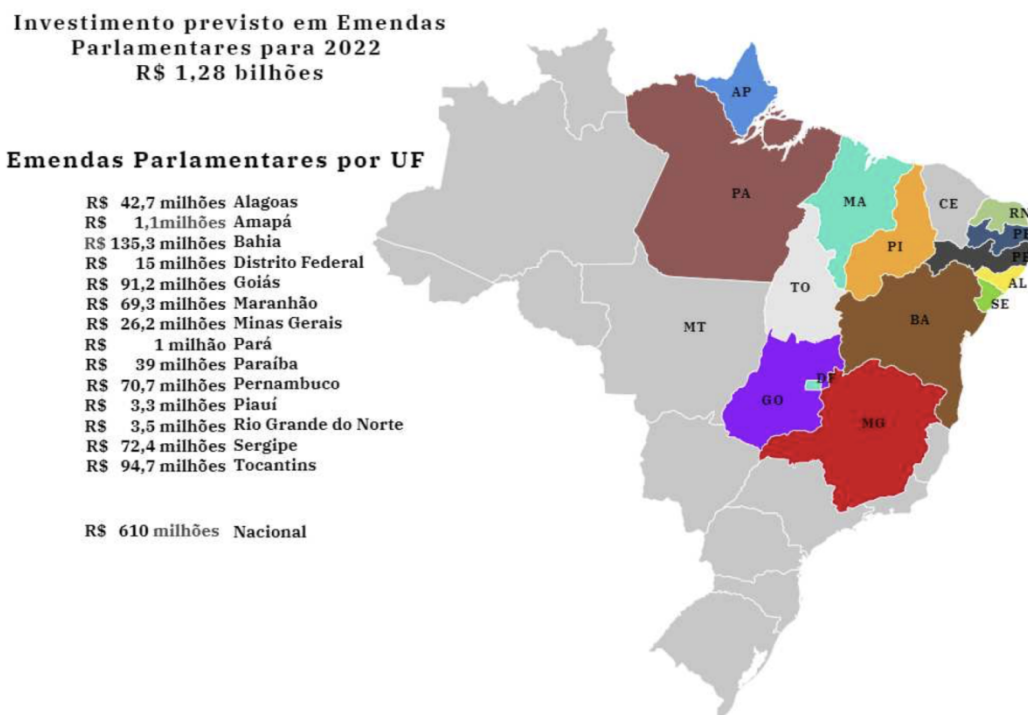 Investimento previsto em Emendas
Parlamentares para 2022
R$ 1,28 bilhões
Emendas Parlamentares por UF
R$ 42,7 milhões Alagoas
R$ 1,1milhões Amapá
R$ 135,3 milhões Bahia
R$ 15 milhões Distrito Federal
R$ 91,2 milhões Goiás
R$ 69,3 milhões Maranhão
R$ 26,2 milhões Minas Gerais
R$ 1 milhão Pará
R$ 39 milhões Paraíba
R$ 70,7 milhões Pernambuco
R$ 3,3 milhões Piauí
R$ 3,5 milhões Rio Grande do Norte
R$ 72,4 milhões Sergipe
R$ 94,7 milhões Tocantins
R$ 610 milhões Nacional
AP
PA
MA
CE
RN
PI
AL
TO
SE
BA
MT
DF
GO
MG